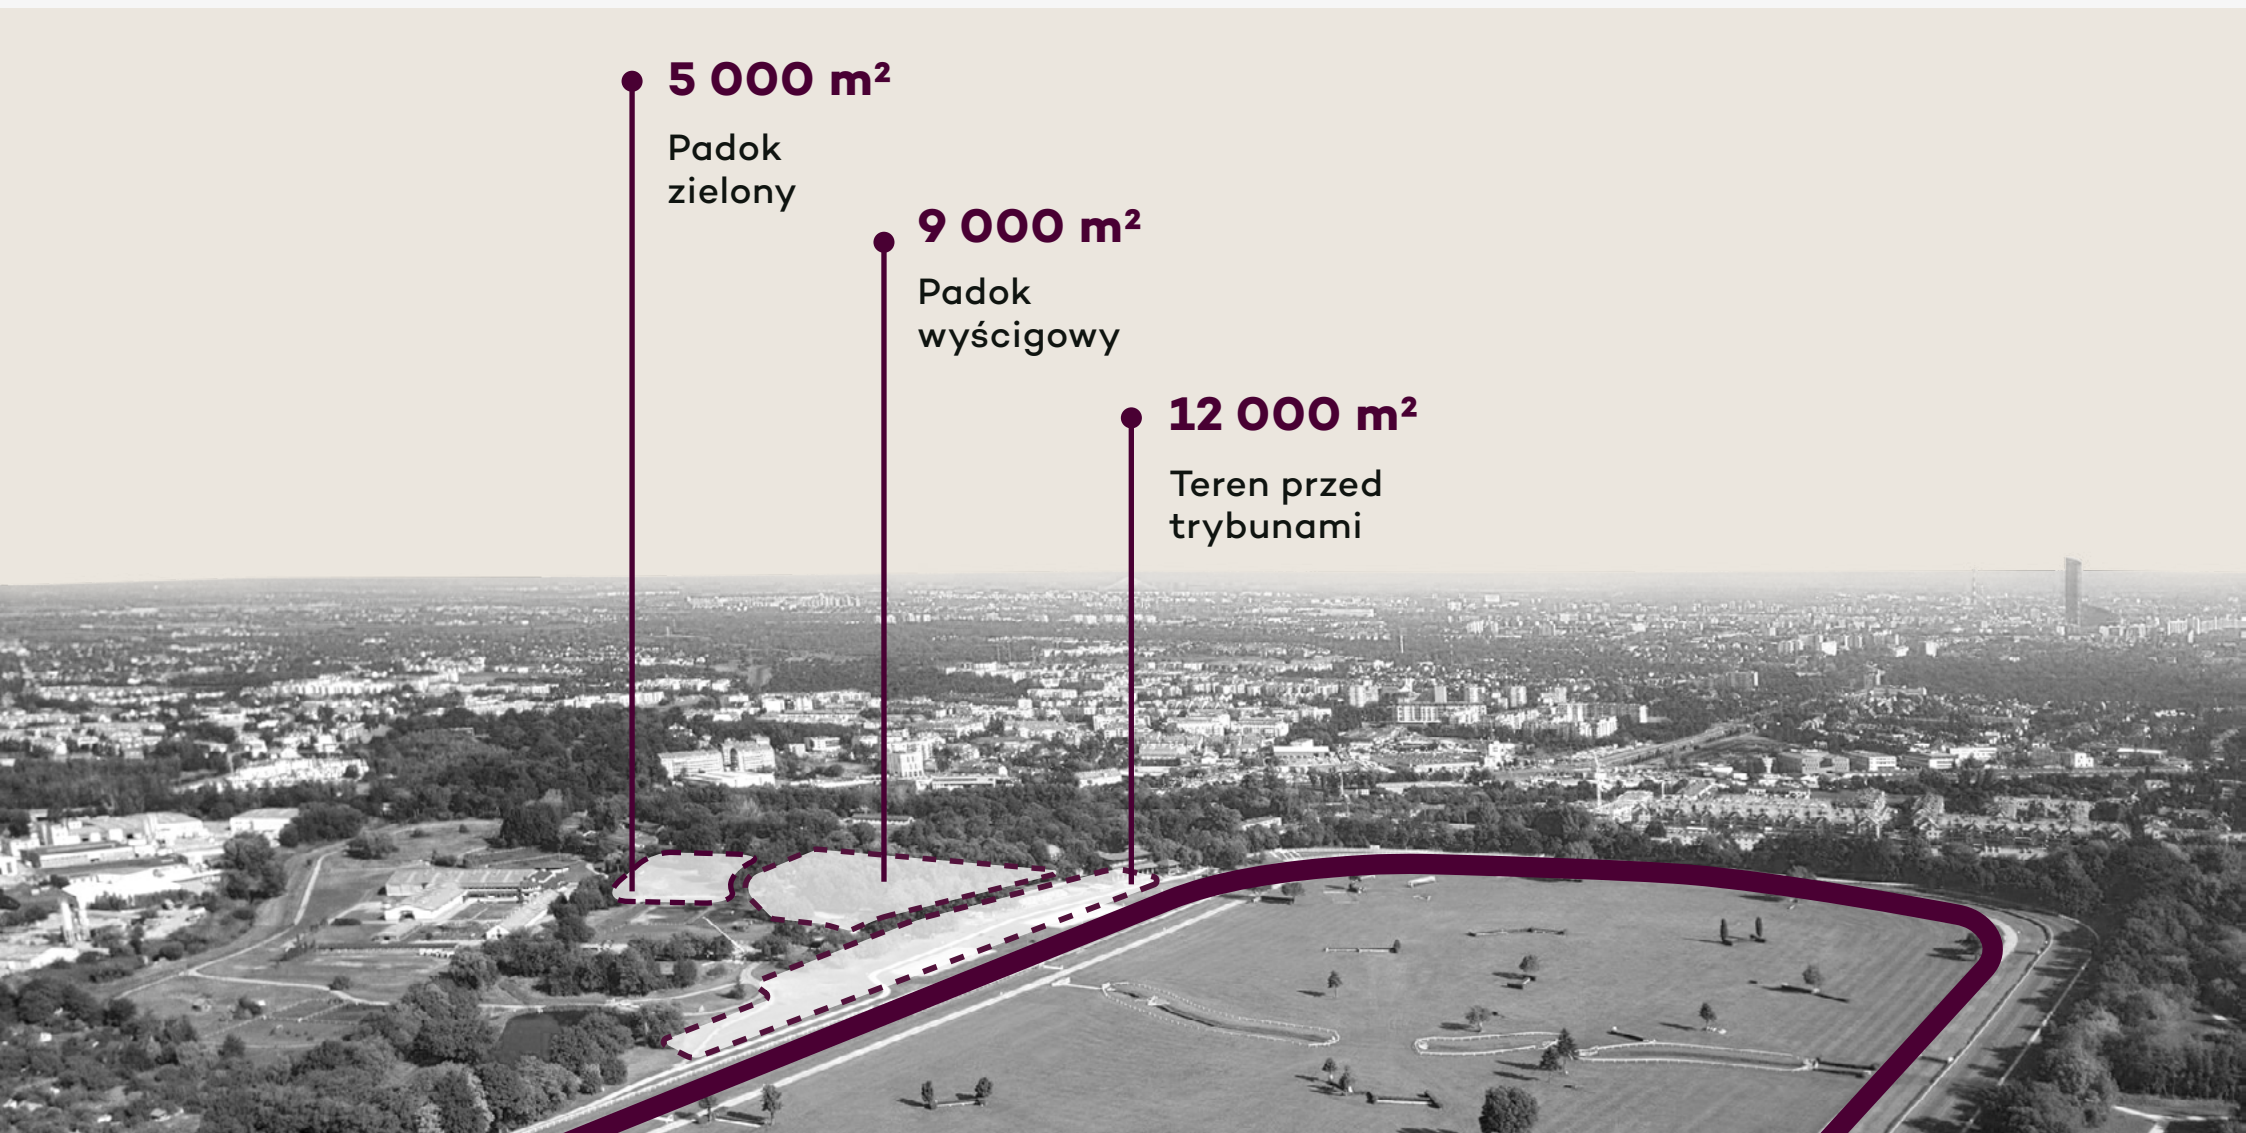 5 000 m²
Padok
zielony
9 000 m²
Padok
wyścigowy
12 000 m²
Teren przed
trybunami